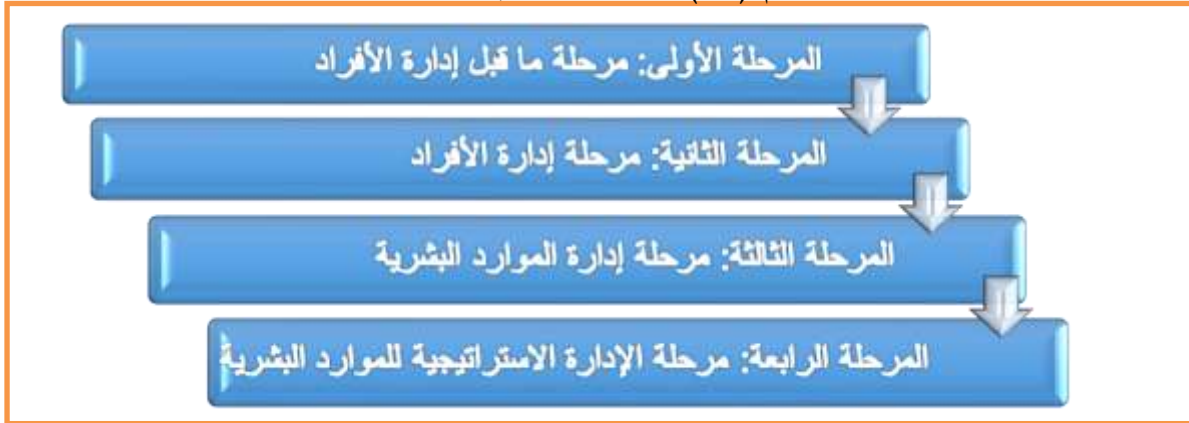 المرحلة الأولى: مرحلة ما قبل إدارة الأفراد
المرحلة الثانية: مرحلة إدارة الأفراد
المرحلة الثالثة: مرحلة إدارة الموارد البشرية
المرحلة الرابعة: مرحلة الإدارة الاستراتيجية للموارد البشرية